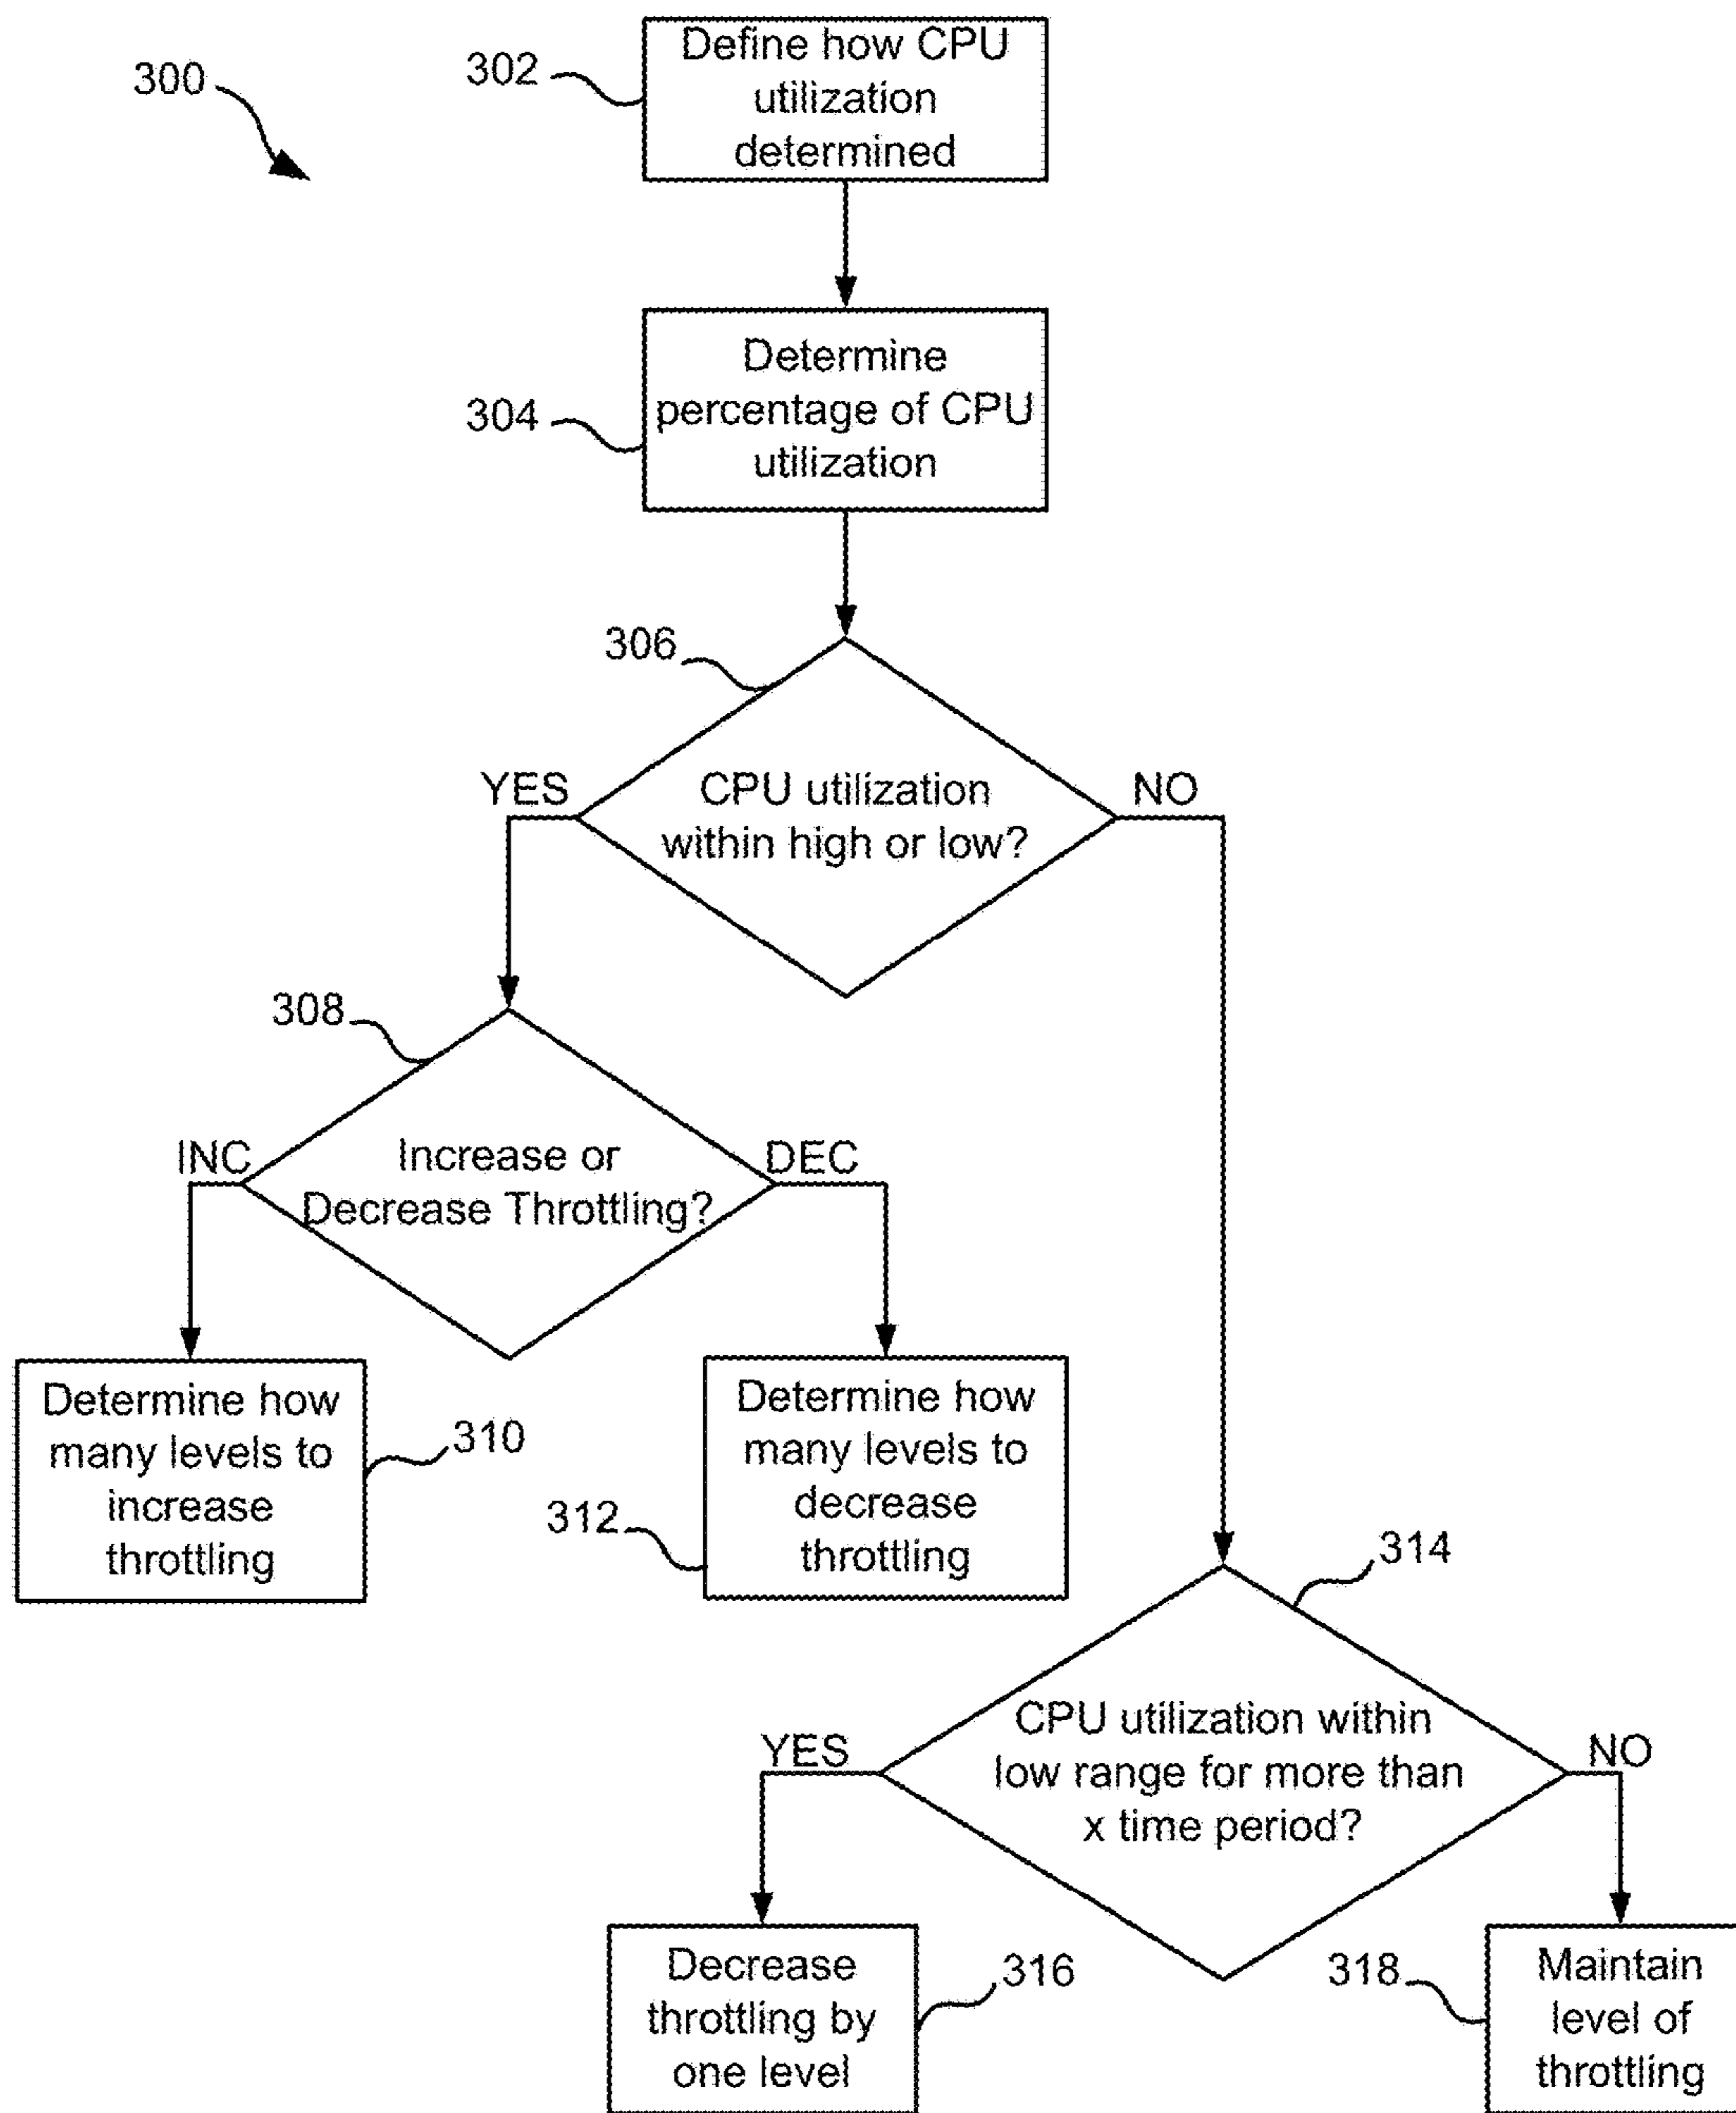 300
302
Define how CPU
utilization
determined
304
Determine
percentage of CPU
utilization
306
YES
CPU utilization
within high or low?
NO
308
INC
Increase or
Decrease Throttling?
DEC
Determine how
many levels to
increase
throttling
310
312
Determine how
many levels to
decrease
throttling
314
YES
CPU utilization within
low range for more than
x time period?
NO
Decrease
throttling by
one level
316
318
Maintain
level of
throttling